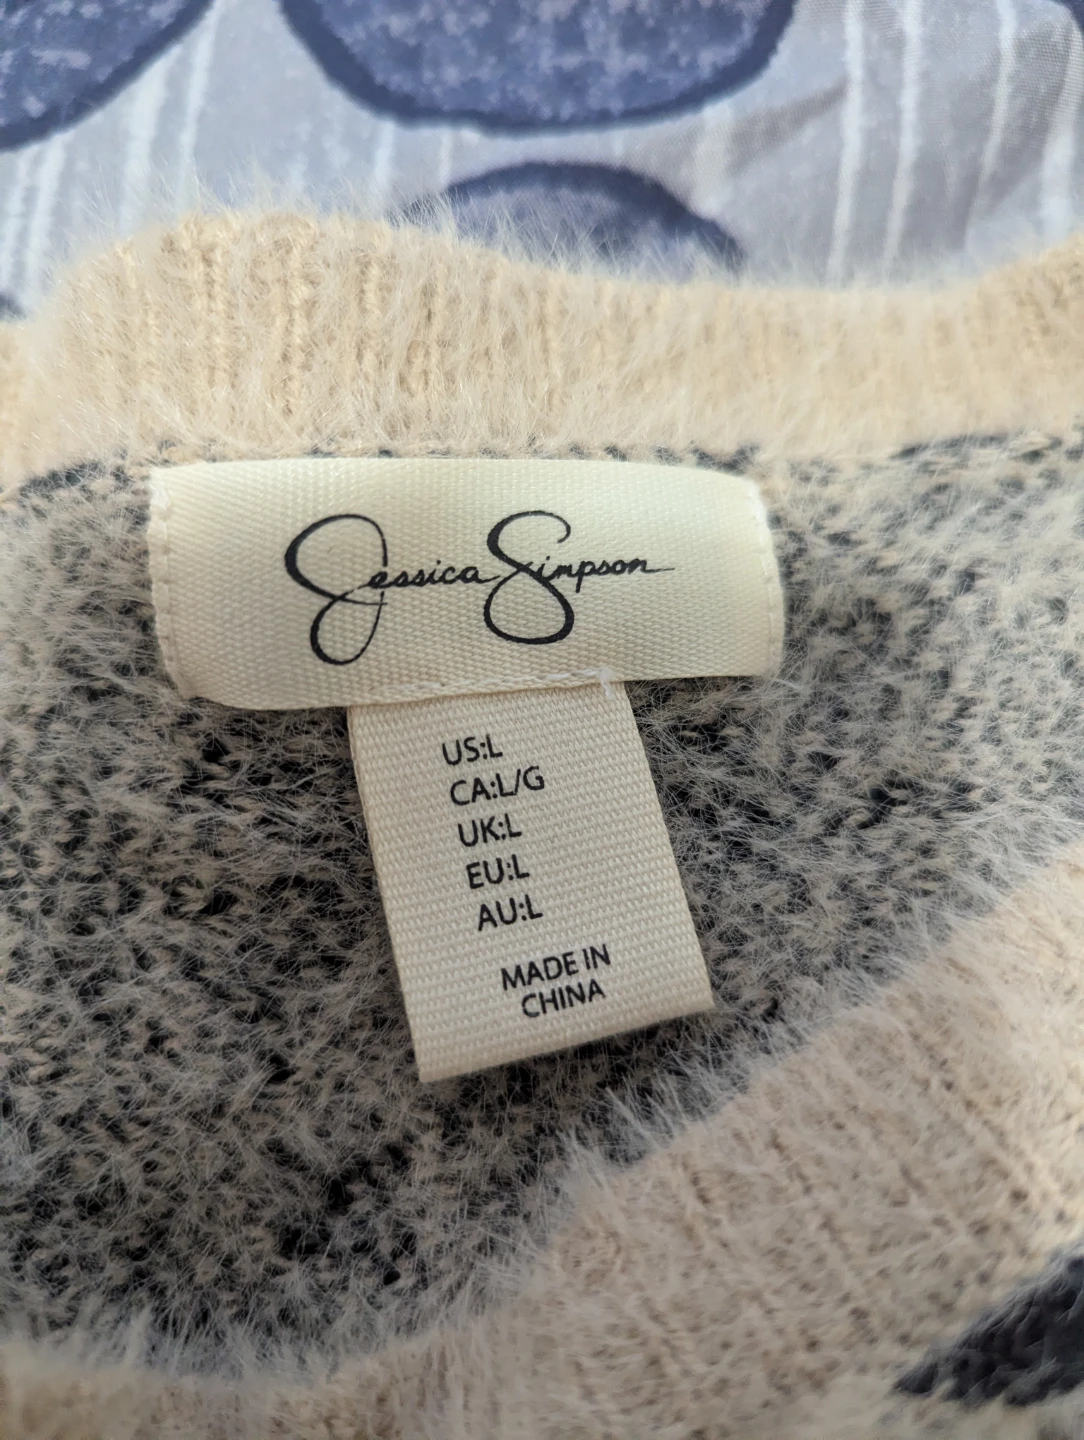 Jessica Simpson
US:L
CA:L/G
UK:L
EU:L
AU:L
MADE IN
CHINA